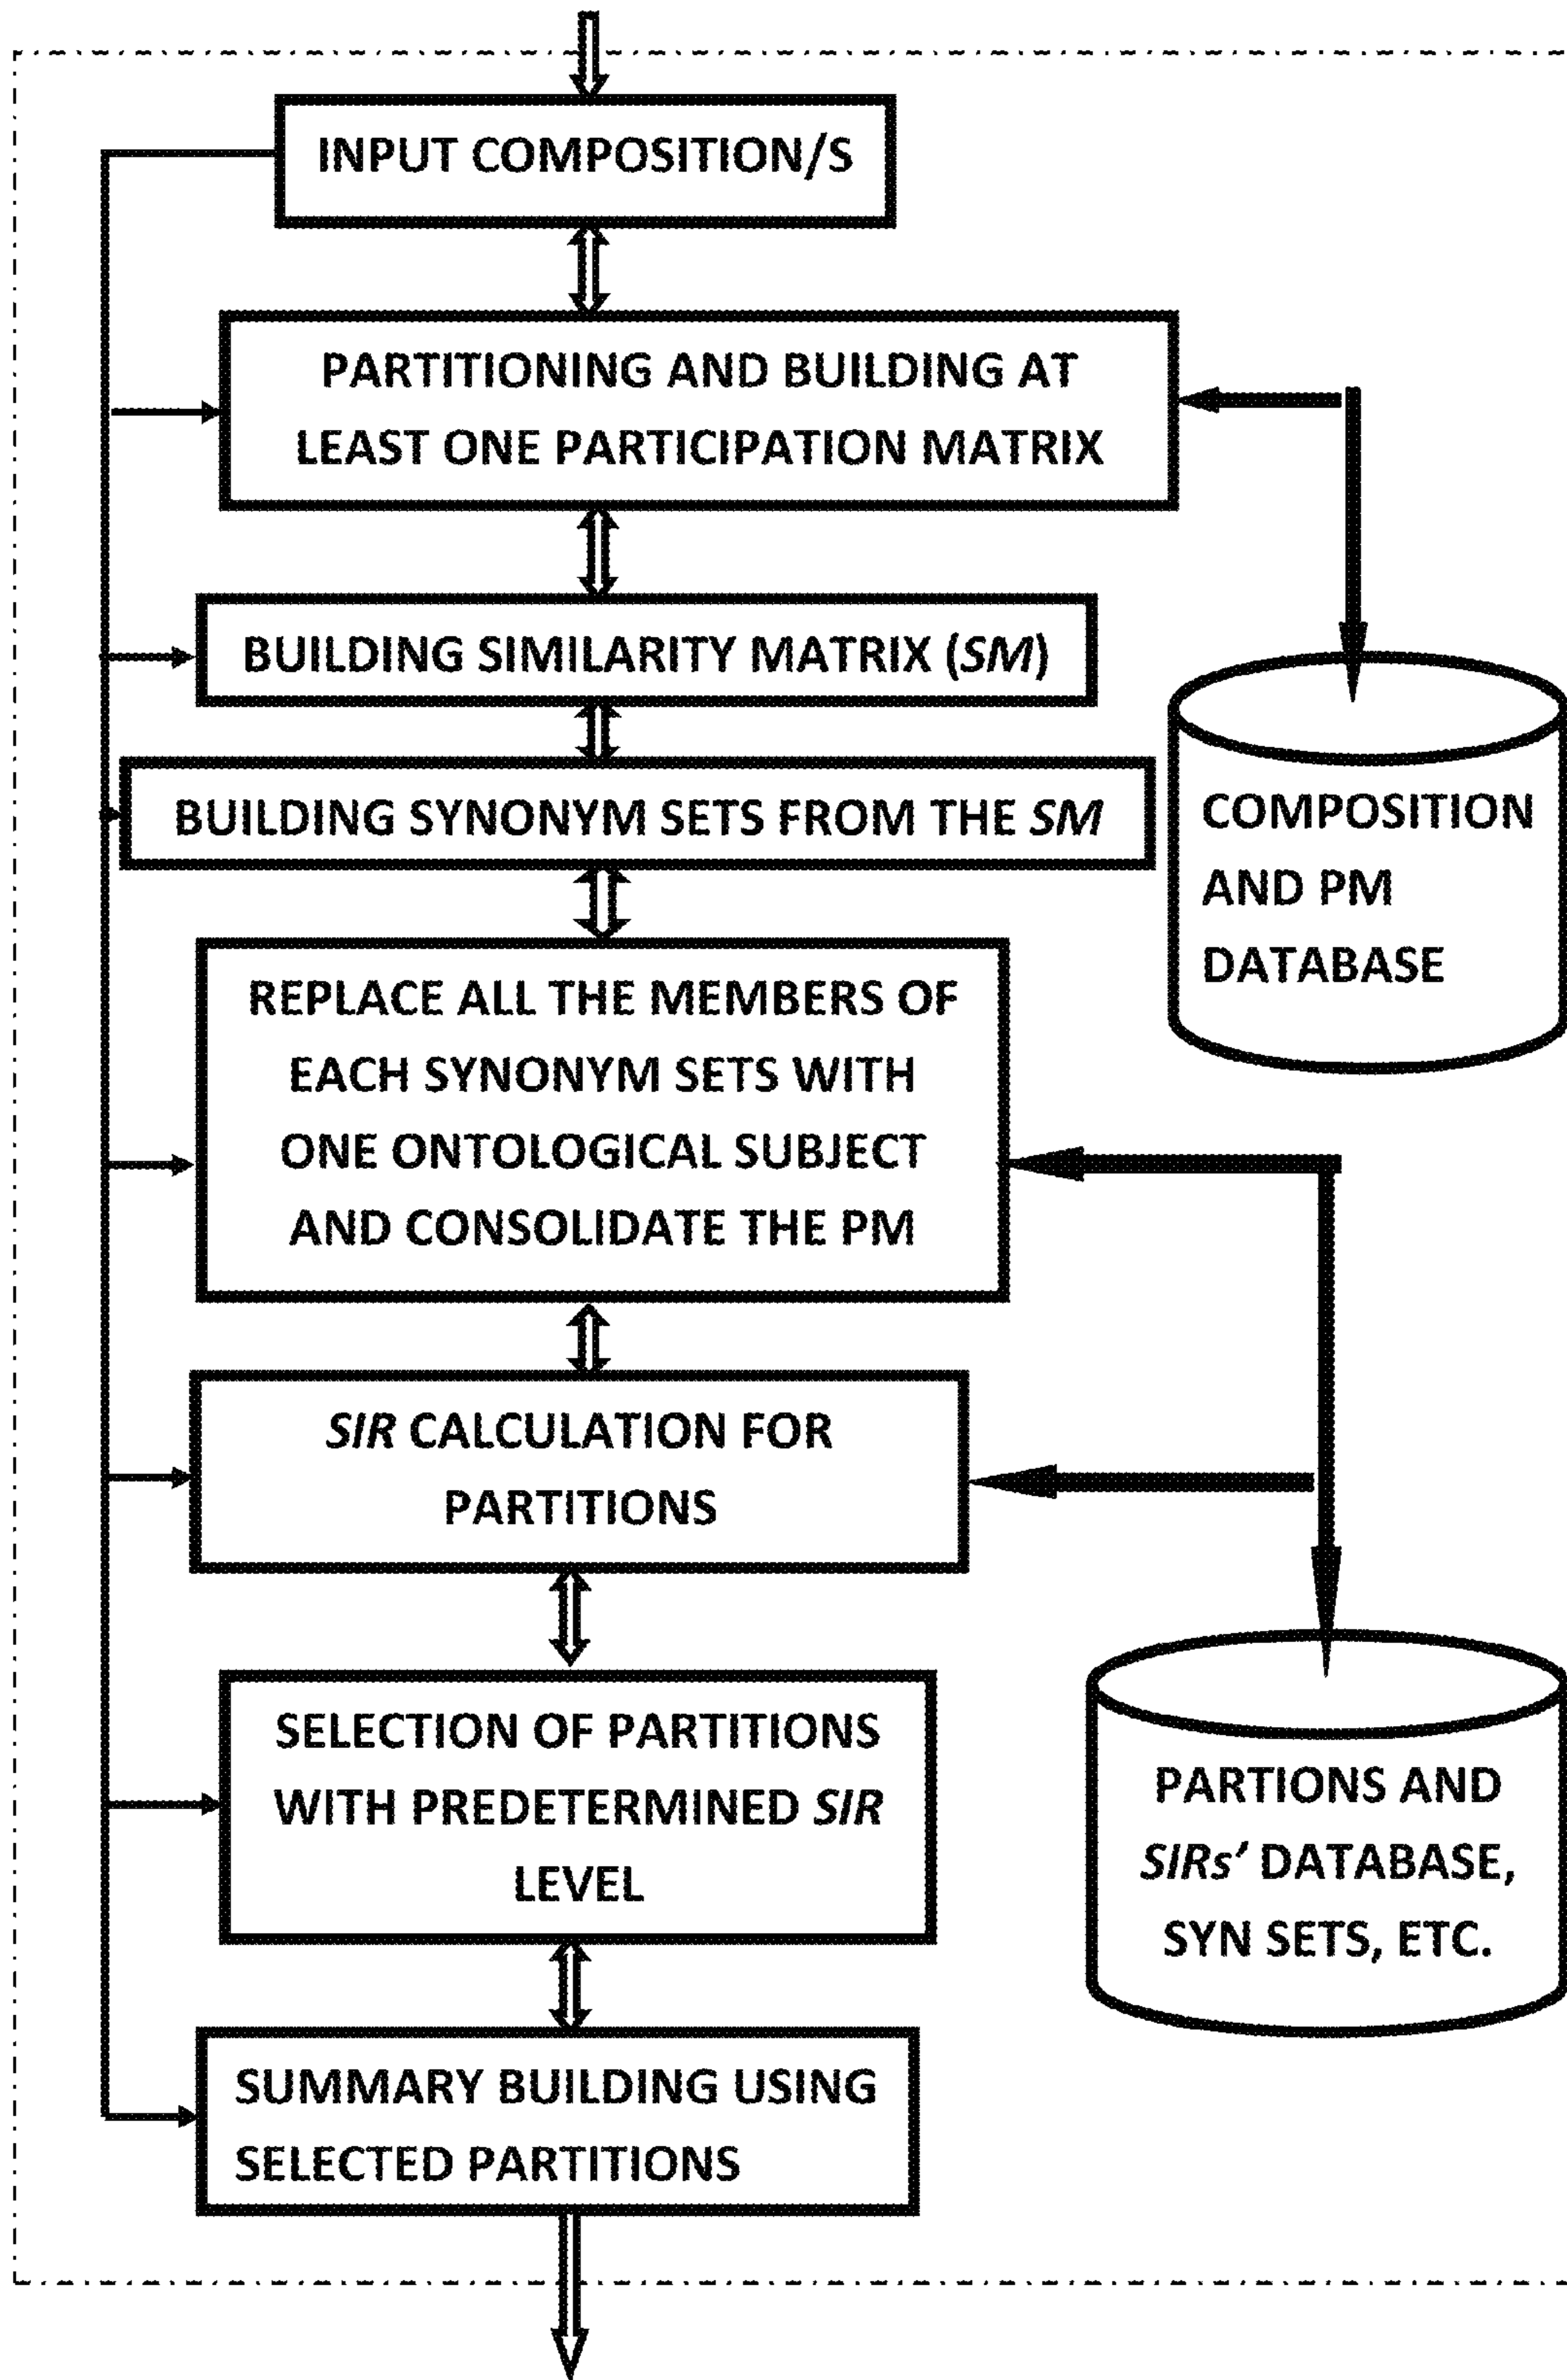 INPUT COMPOSITION/S
PARTITIONING AND BUILDING AT
LEAST ONE PARTICIPATION MATRIX
BUILDING SIMILARITY MATRIX (SM)
BUILDING SYNONYM SETS FROM THE SM
COMPOSITION
AND PM
DATABASE
REPLACE ALL THE MEMBERS OF
EACH SYNONYM SETS WITH
ONE ONTOLOGICAL SUBJECT
AND CONSOLIDATE THE PM
SIR CALCULATION FOR
PARTITIONS
SELECTION OF PARTITIONS
WITH PREDETERMINED SIR
LEVEL
PARTIONS AND
SIRs' DATABASE,
SYN SETS, ETC.
SUMMARY BUILDING USING
SELECTED PARTITIONS